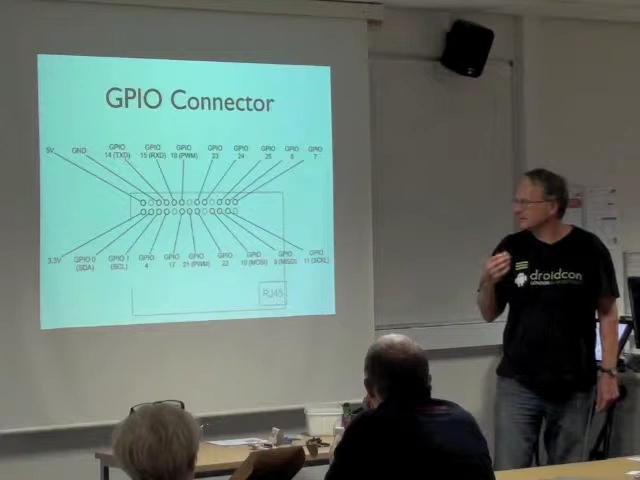 GPIO Connector
5V GND GPIO GPIO GPIO GPIO GPIO GPIO GPIO GPIO
14 (TXD) 15 (RXD) 18 (PWM) 23 24 25 8 7
3.3V GPIO 0 GPIO 1 GPIO GPIO GPIO GPIO GPIO GPIO GPIO
(SDA) (SCL) 4 17 21 (PWM) 22 10 (MOSI) 9 (MISO)
RJ45
droidcon
LONDON